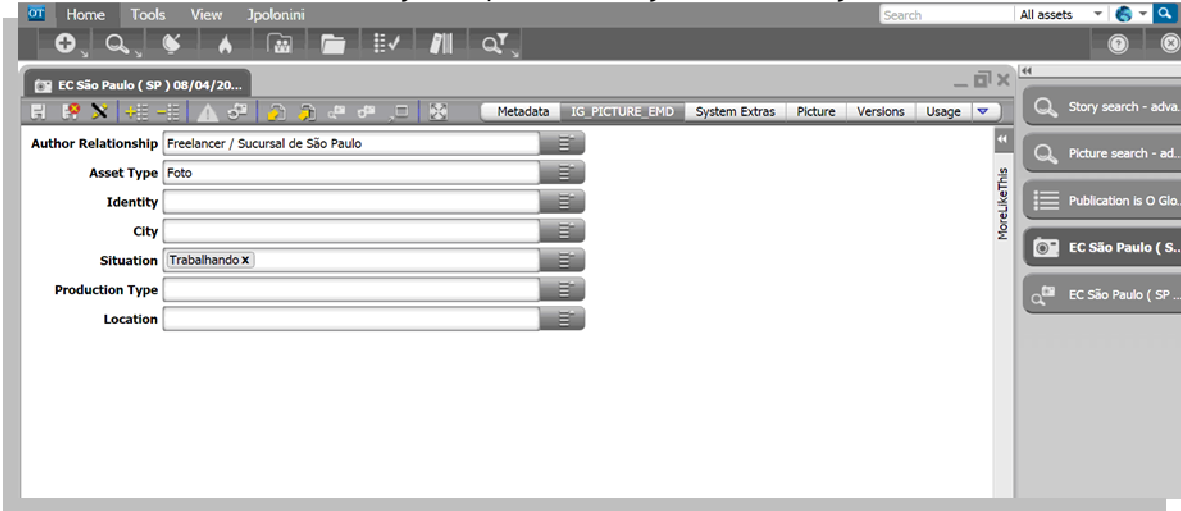 OT Home Tools View Jpolonini Search All assets
EC São Paulo ( SP ) 08/04/20...
Metadata IG_PICTURE_EMD System Extras Picture Versions Usage
Author Relationship Freelancer / Sucursal de São Paulo
Asset Type Foto
Identity
City
Situation Trabalhando x
Production Type
Location
MoreLikeThis
Story search - adva.
Picture search - ad..
Publication is O Glo..
EC São Paulo ( S..
EC São Paulo ( SP ...